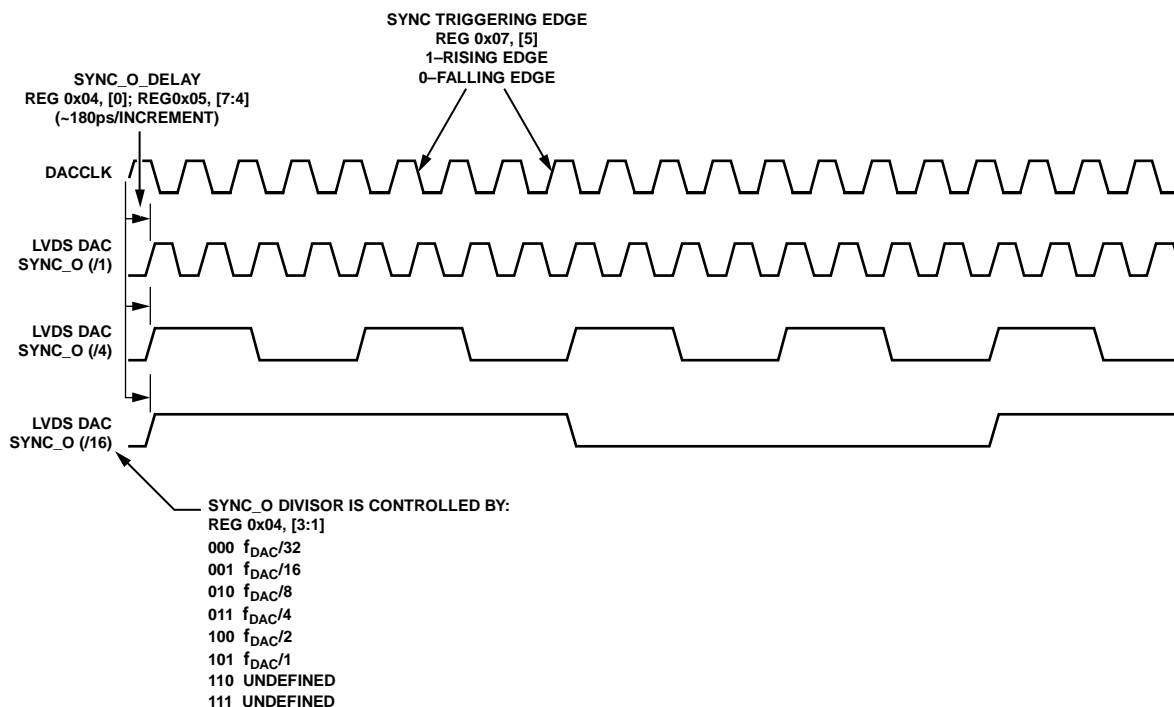 SYNC TRIGGERING EDGE
REG 0x07, [5]
1–RISING EDGE
0–FALLING EDGE
SYNC_O_DELAY
REG 0x04, [0]; REG0x05, [7:4]
(~180ps/INCREMENT)
DACCLK
LVDS DAC
SYNC_O (/1)
LVDS DAC
SYNC_O (/4)
LVDS DAC
SYNC_O (/16)
SYNC_O DIVISOR IS CONTROLLED BY:
REG 0x04, [3:1]
000 fDAC/32
001 fDAC/16
010 fDAC/8
011 fDAC/4
100 fDAC/2
101 fDAC/1
110 UNDEFINED
111 UNDEFINED